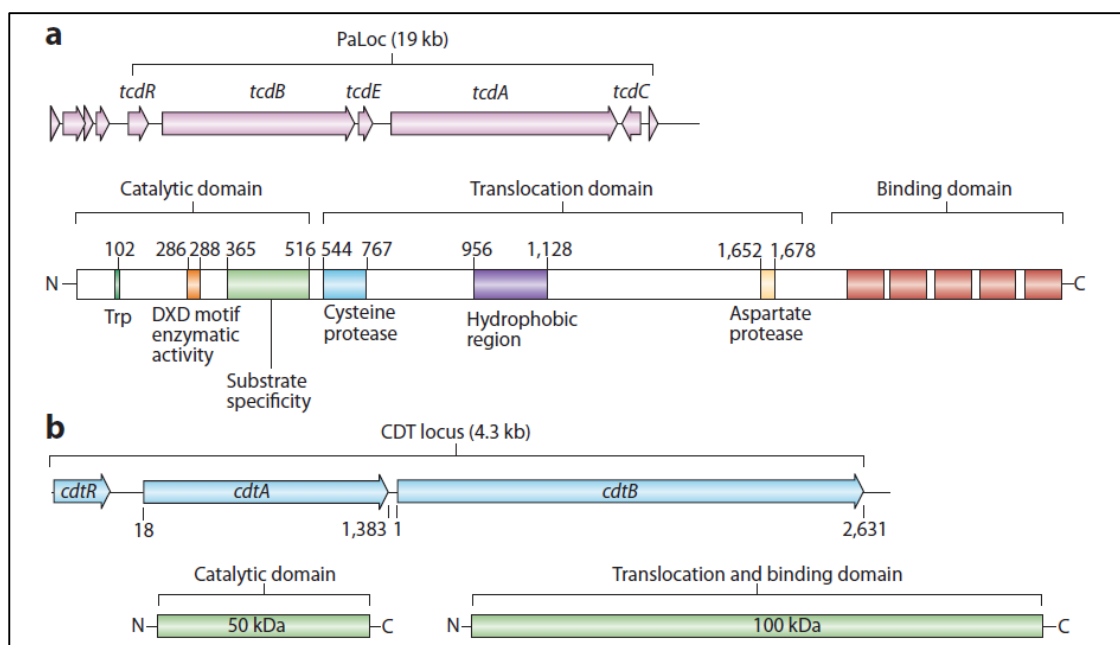 a
PaLoc (19 kb)
tcdR tcdB tcdE tcdA tcdC
Catalytic domain Translocation domain Binding domain
102 286 288 365 516 544 767 956 1,128 1,652 1,678
N C
Trp DXD motif enzymatic activity
Substrate specificity
Cysteine protease
Hydrophobic region
Aspartate protease
b
CDT locus (4.3 kb)
cdtR cdtA cdtB
18 1,383 1 2,631
Catalytic domain Translocation and binding domain
N 50 kDa C N 100 kDa C